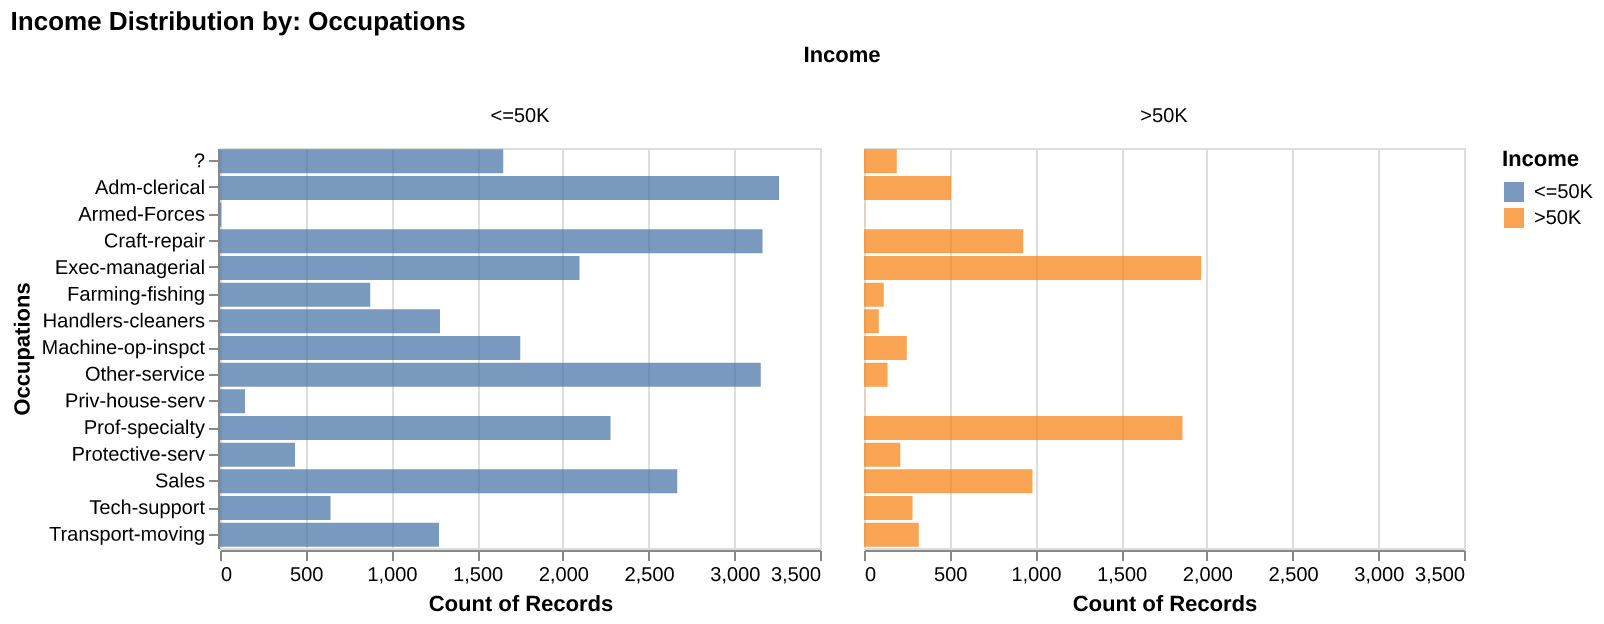 Income Distribution by: Occupations
Income
<=50K
>50K
Occupations
?
Adm-clerical
Armed-Forces
Craft-repair
Exec-managerial
Farming-fishing
Handlers-cleaners
Machine-op-inspct
Other-service
Priv-house-serv
Prof-specialty
Protective-serv
Sales
Tech-support
Transport-moving
0 500 1,000 1,500 2,000 2,500 3,000 3,500
Count of Records
0 500 1,000 1,500 2,000 2,500 3,000 3,500
Count of Records
Income
<=50K
>50K